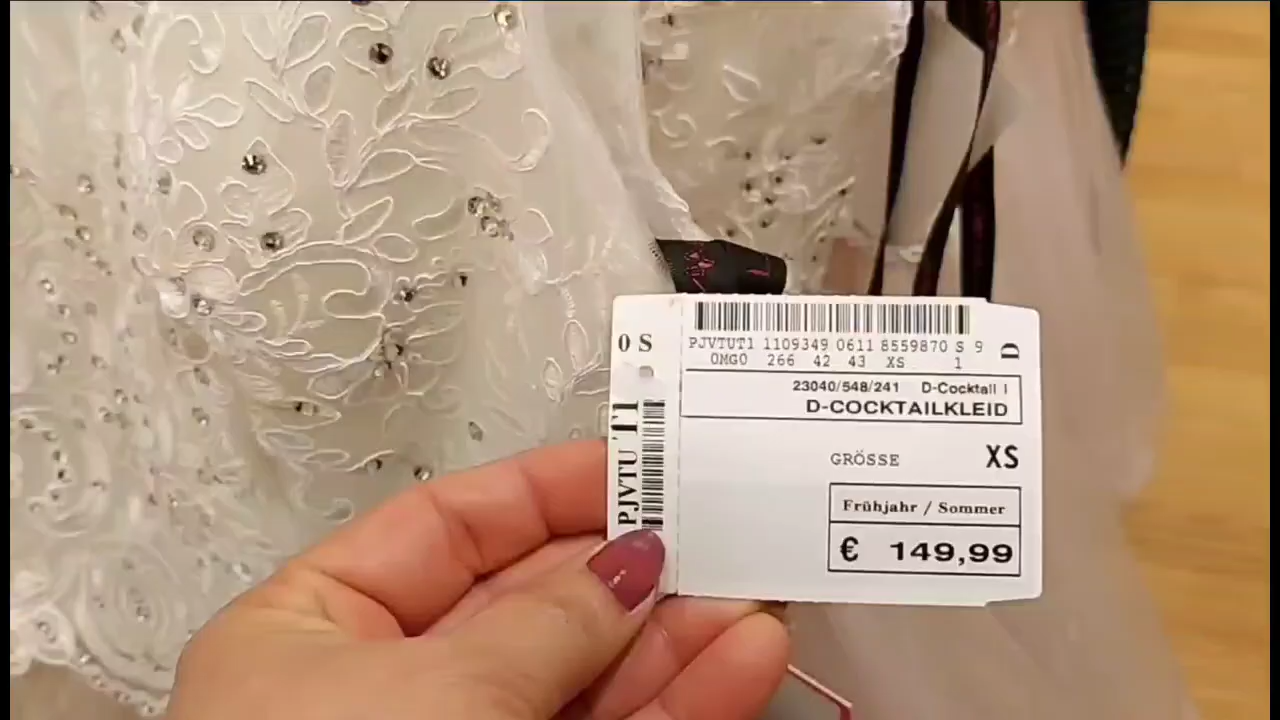 0 S
PJVTU T1
PJVTUT1 1109349 0611 8559870 S 9
0MG0 266 42 43 XS 1
D
23040/548/241 D-Cocktail I
D-COCKTAILKLEID
GRÖSSE XS
Frühjahr / Sommer
€ 149,99